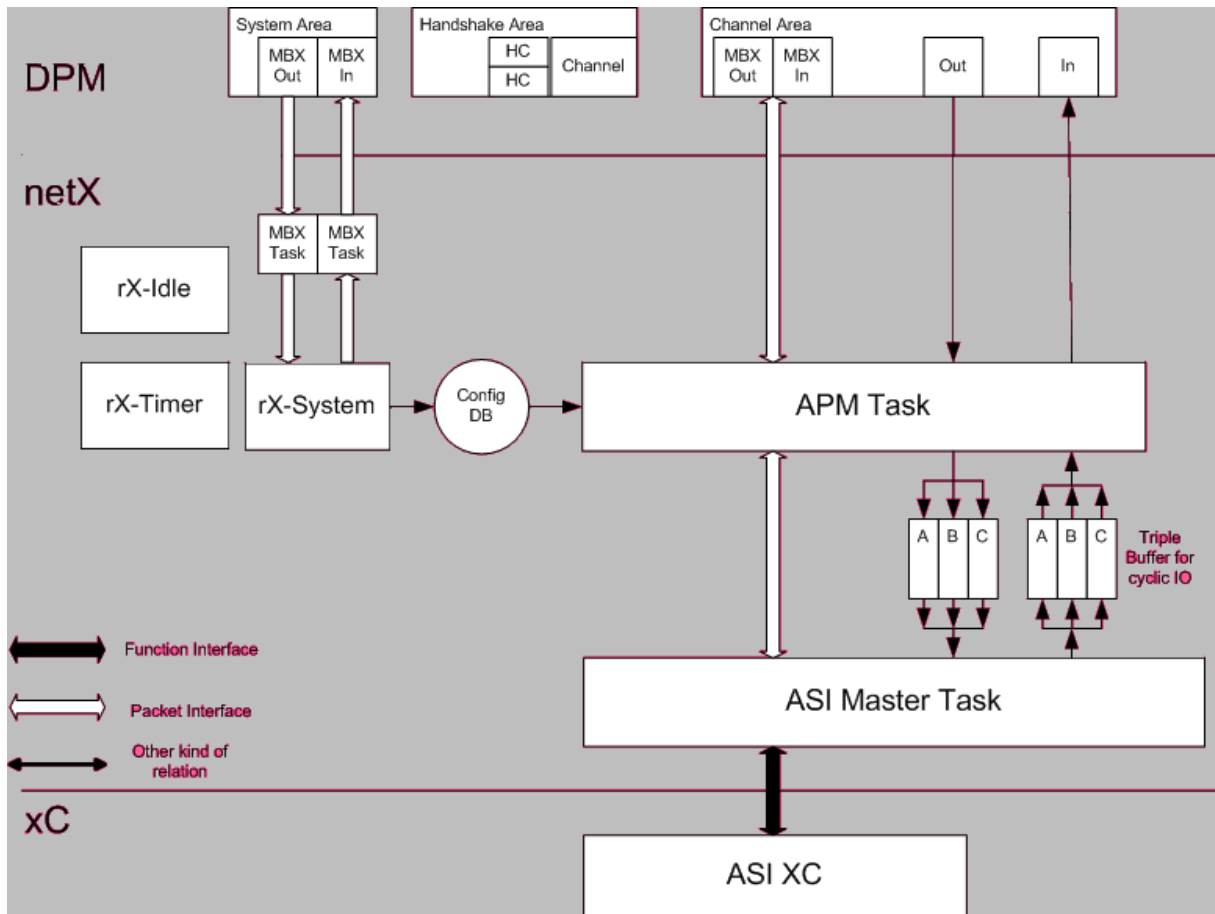 DPM
System Area
MBX
Out
MBX
In
Handshake Area
HC
HC
Channel
Channel Area
MBX
Out
MBX
In
Out
In
netX
MBX
Task
MBX
Task
rX-Idle
rX-Timer
rX-System
Config
DB
APM Task
A
B
C
A
B
C
Triple
Buffer for
cyclic IO
Function Interface
Packet Interface
Other kind of
relation
ASI Master Task
xC
ASI XC